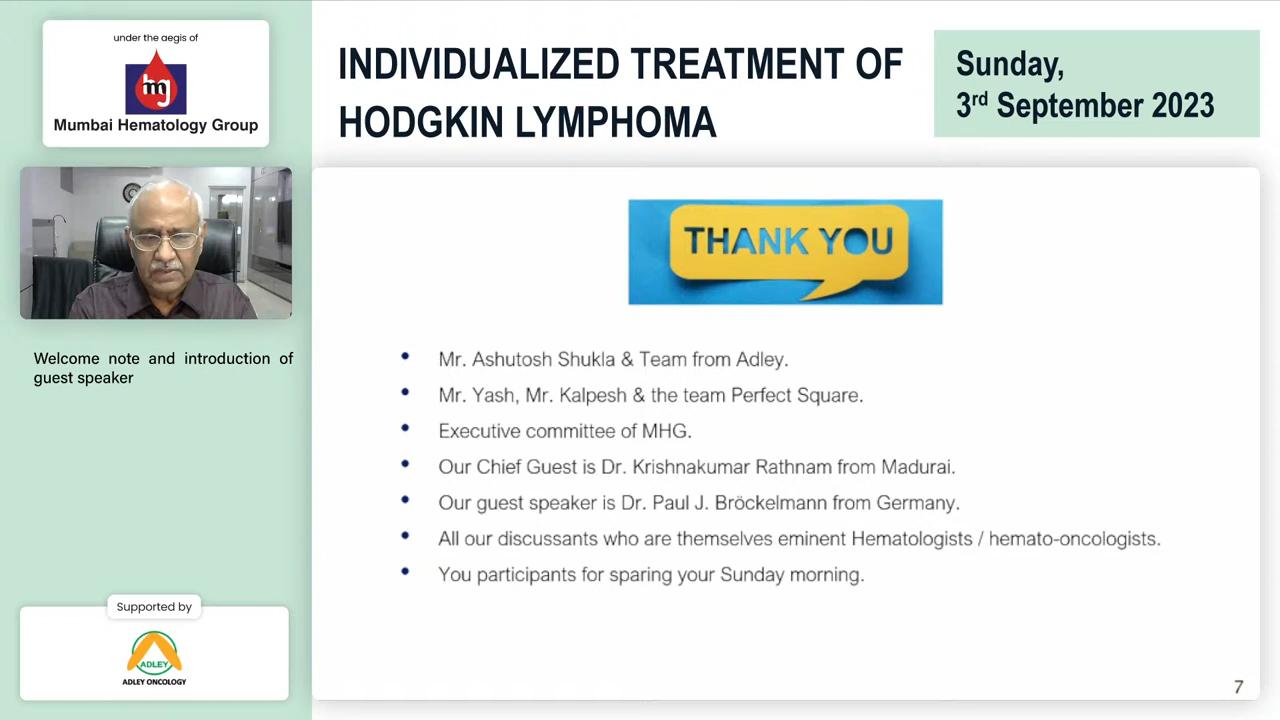 under the aegis of
mg
Mumbai Hematology Group
INDIVIDUALIZED TREATMENT OF
HODGKIN LYMPHOMA
Sunday,
3rd September 2023
Welcome note and introduction of
guest speaker
THANK YOU
• Mr. Ashutosh Shukla & Team from Adley.
• Mr. Yash, Mr. Kalpesh & the team Perfect Square.
• Executive committee of MHG.
• Our Chief Guest is Dr. Krishnakumar Rathnam from Madurai.
• Our guest speaker is Dr. Paul J. Bröckelmann from Germany.
• All our discussants who are themselves eminent Hematologists / hemato-oncologists.
• You participants for sparing your Sunday morning.
Supported by
ADLEY
ADLEY ONCOLOGY
7